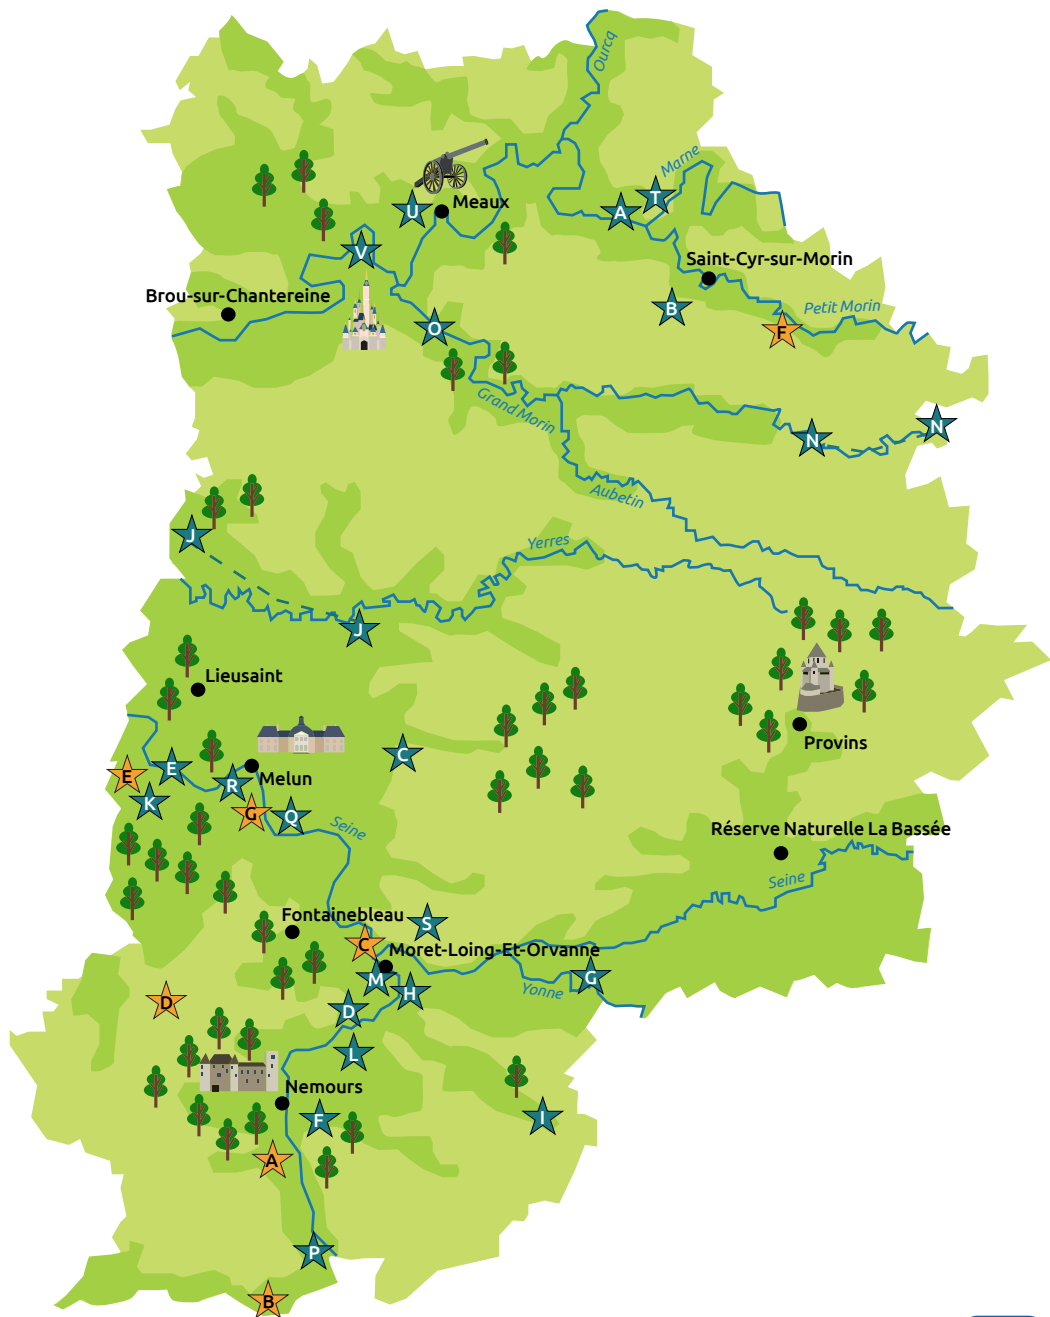 Ourcq
Marne
T
A
U
Meaux
V
Saint-Cyr-sur-Morin
Brou-sur-Chantereine
B
Petit Morin
O
F
Grand Morin
N
N
Aubetin
J
Yerres
J
Lieusaint
Provins
C
E
E
R
Melun
K
G
Q
Seine
Réserve Naturelle La Bassée
Seine
Fontainebleau
S
C
Moret-Loing-Et-Orvanne
M
H
G
Yonne
D
D
L
Nemours
F
I
A
P
B